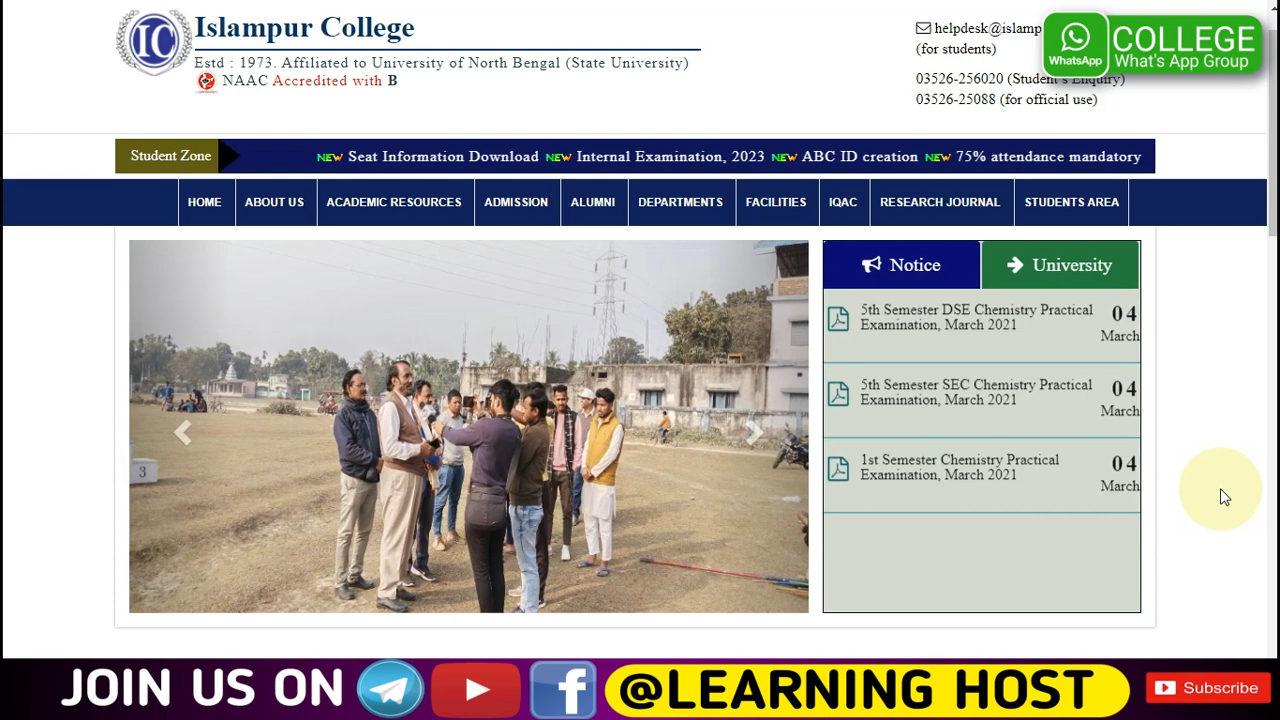 IC
Islampur College
Estd : 1973. Affiliated to University of North Bengal (State University)
NAAC Accredited with B
helpdesk@islamp
(for students)
03526-256020 (Student's Enquiry)
03526-25088 (for official use)
WhatsApp
COLLEGE
What's App Group
Student Zone
NEW Seat Information Download NEW Internal Examination, 2023 NEW ABC ID creation NEW 75% attendance mandatory
HOME ABOUT US ACADEMIC RESOURCES ADMISSION ALUMNI DEPARTMENTS FACILITIES IQAC RESEARCH JOURNAL STUDENTS AREA
Notice University
5th Semester DSE Chemistry Practical
Examination, March 2021
04
March
5th Semester SEC Chemistry Practical
Examination, March 2021
04
March
1st Semester Chemistry Practical
Examination, March 2021
04
March
3
JOIN US ON
@LEARNING HOST
Subscribe